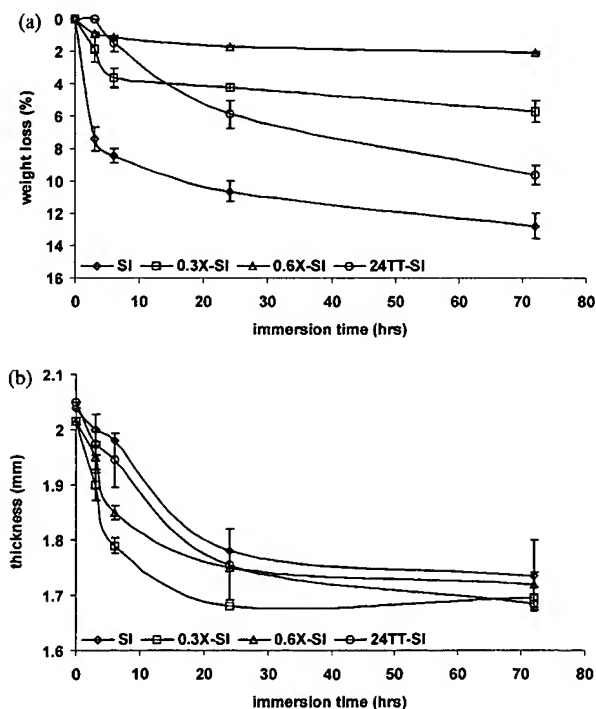 (a)
weight loss (%)
0
2
4
6
8
10
12
14
16
SI 0.3X-SI 0.6X-SI 24TT-SI
0 10 20 30 40 50 60 70 80
immersion time (hrs)
(b)
thickness (mm)
2.1
2
1.9
1.8
1.7
1.6
SI 0.3X-SI 0.6X-SI 24TT-SI
0 10 20 30 40 50 60 70 80
immersion time (hrs)